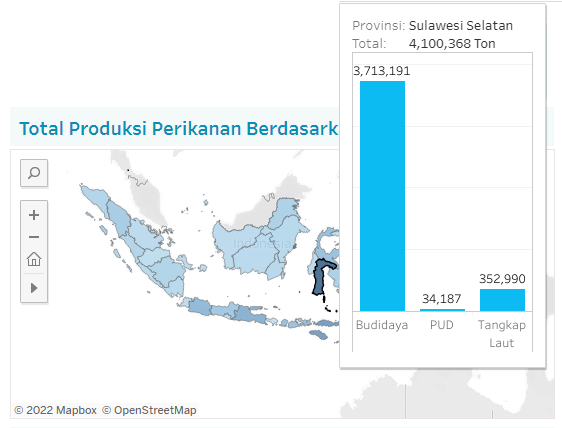 Provinsi: Sulawesi Selatan
Total: 4,100,368 Ton
3,713,191
34,187
352,990
Budidaya
PUD
Tangkap
Laut
Total Produksi Perikanan Berdasark
Indonesia
© 2022 Mapbox © OpenStreetMap